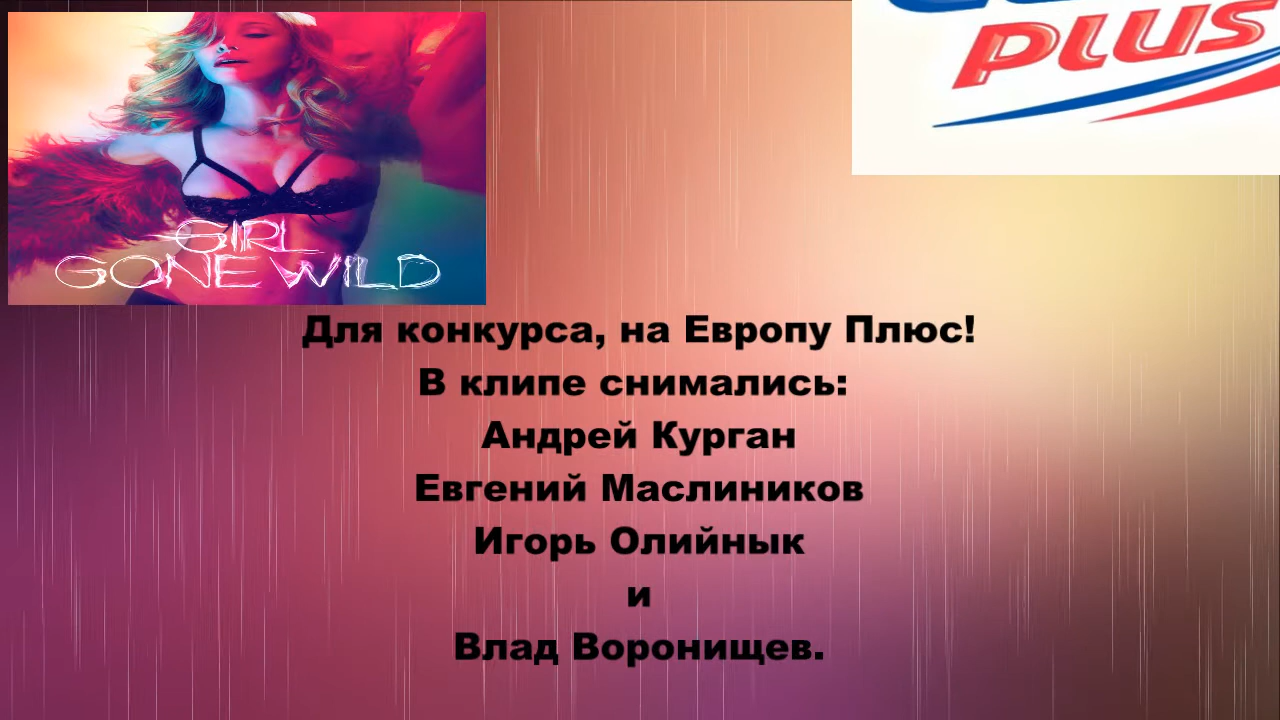 GIRL
GONE WILD
PLUS
Для конкурса, на Европу Плюс!
В клипе снимались:
Андрей Курган
Евгений Маслиников
Игорь Олийнык
и
Влад Воронищев.